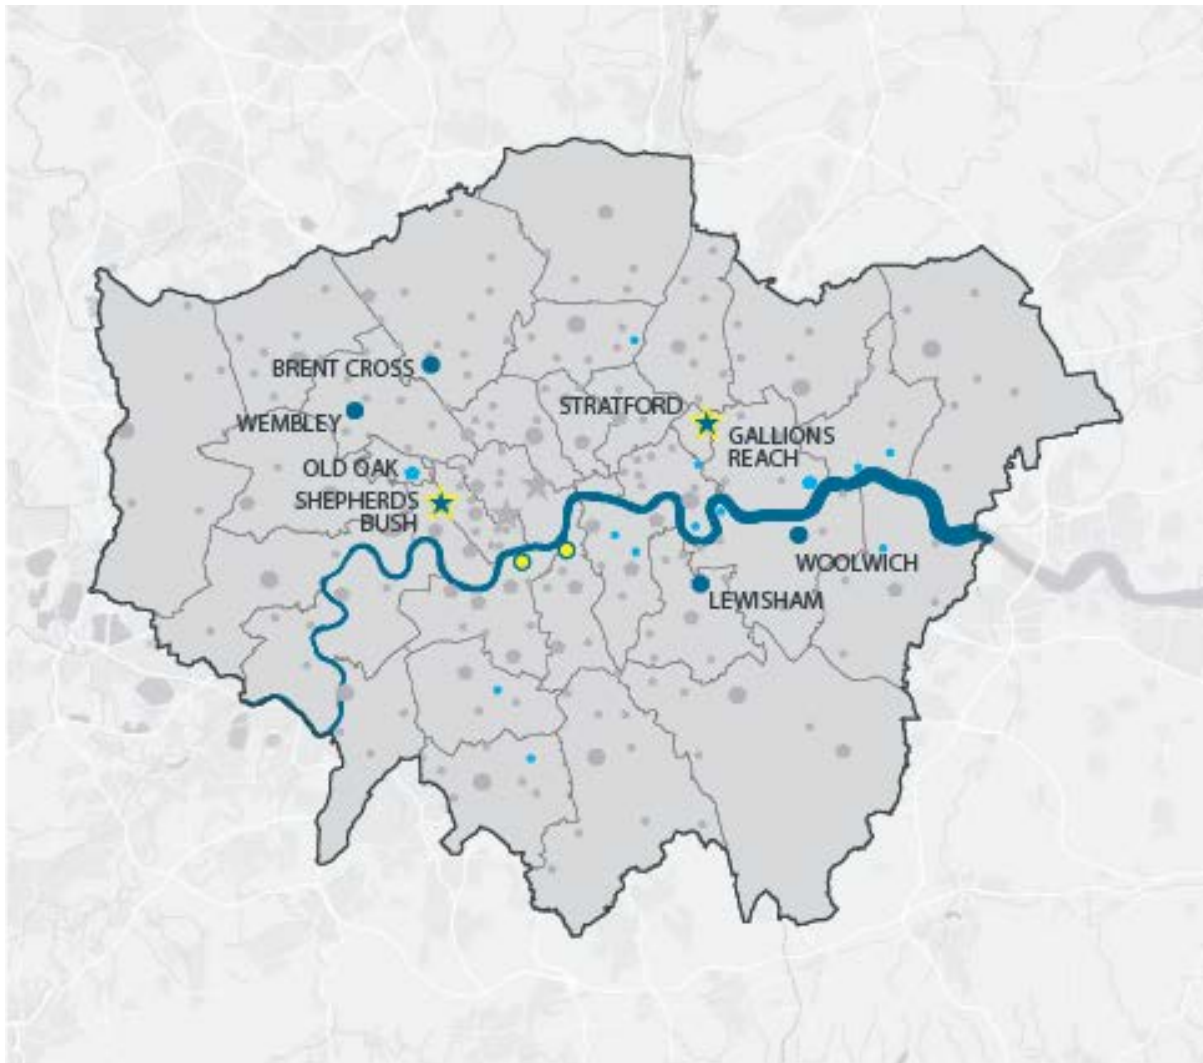 BRENT CROSS
STRATFORD
WEMBLEY
GALLIONS
REACH
OLD OAK
SHEPHERDS
BUSH
WOOLWICH
LEWISHAM